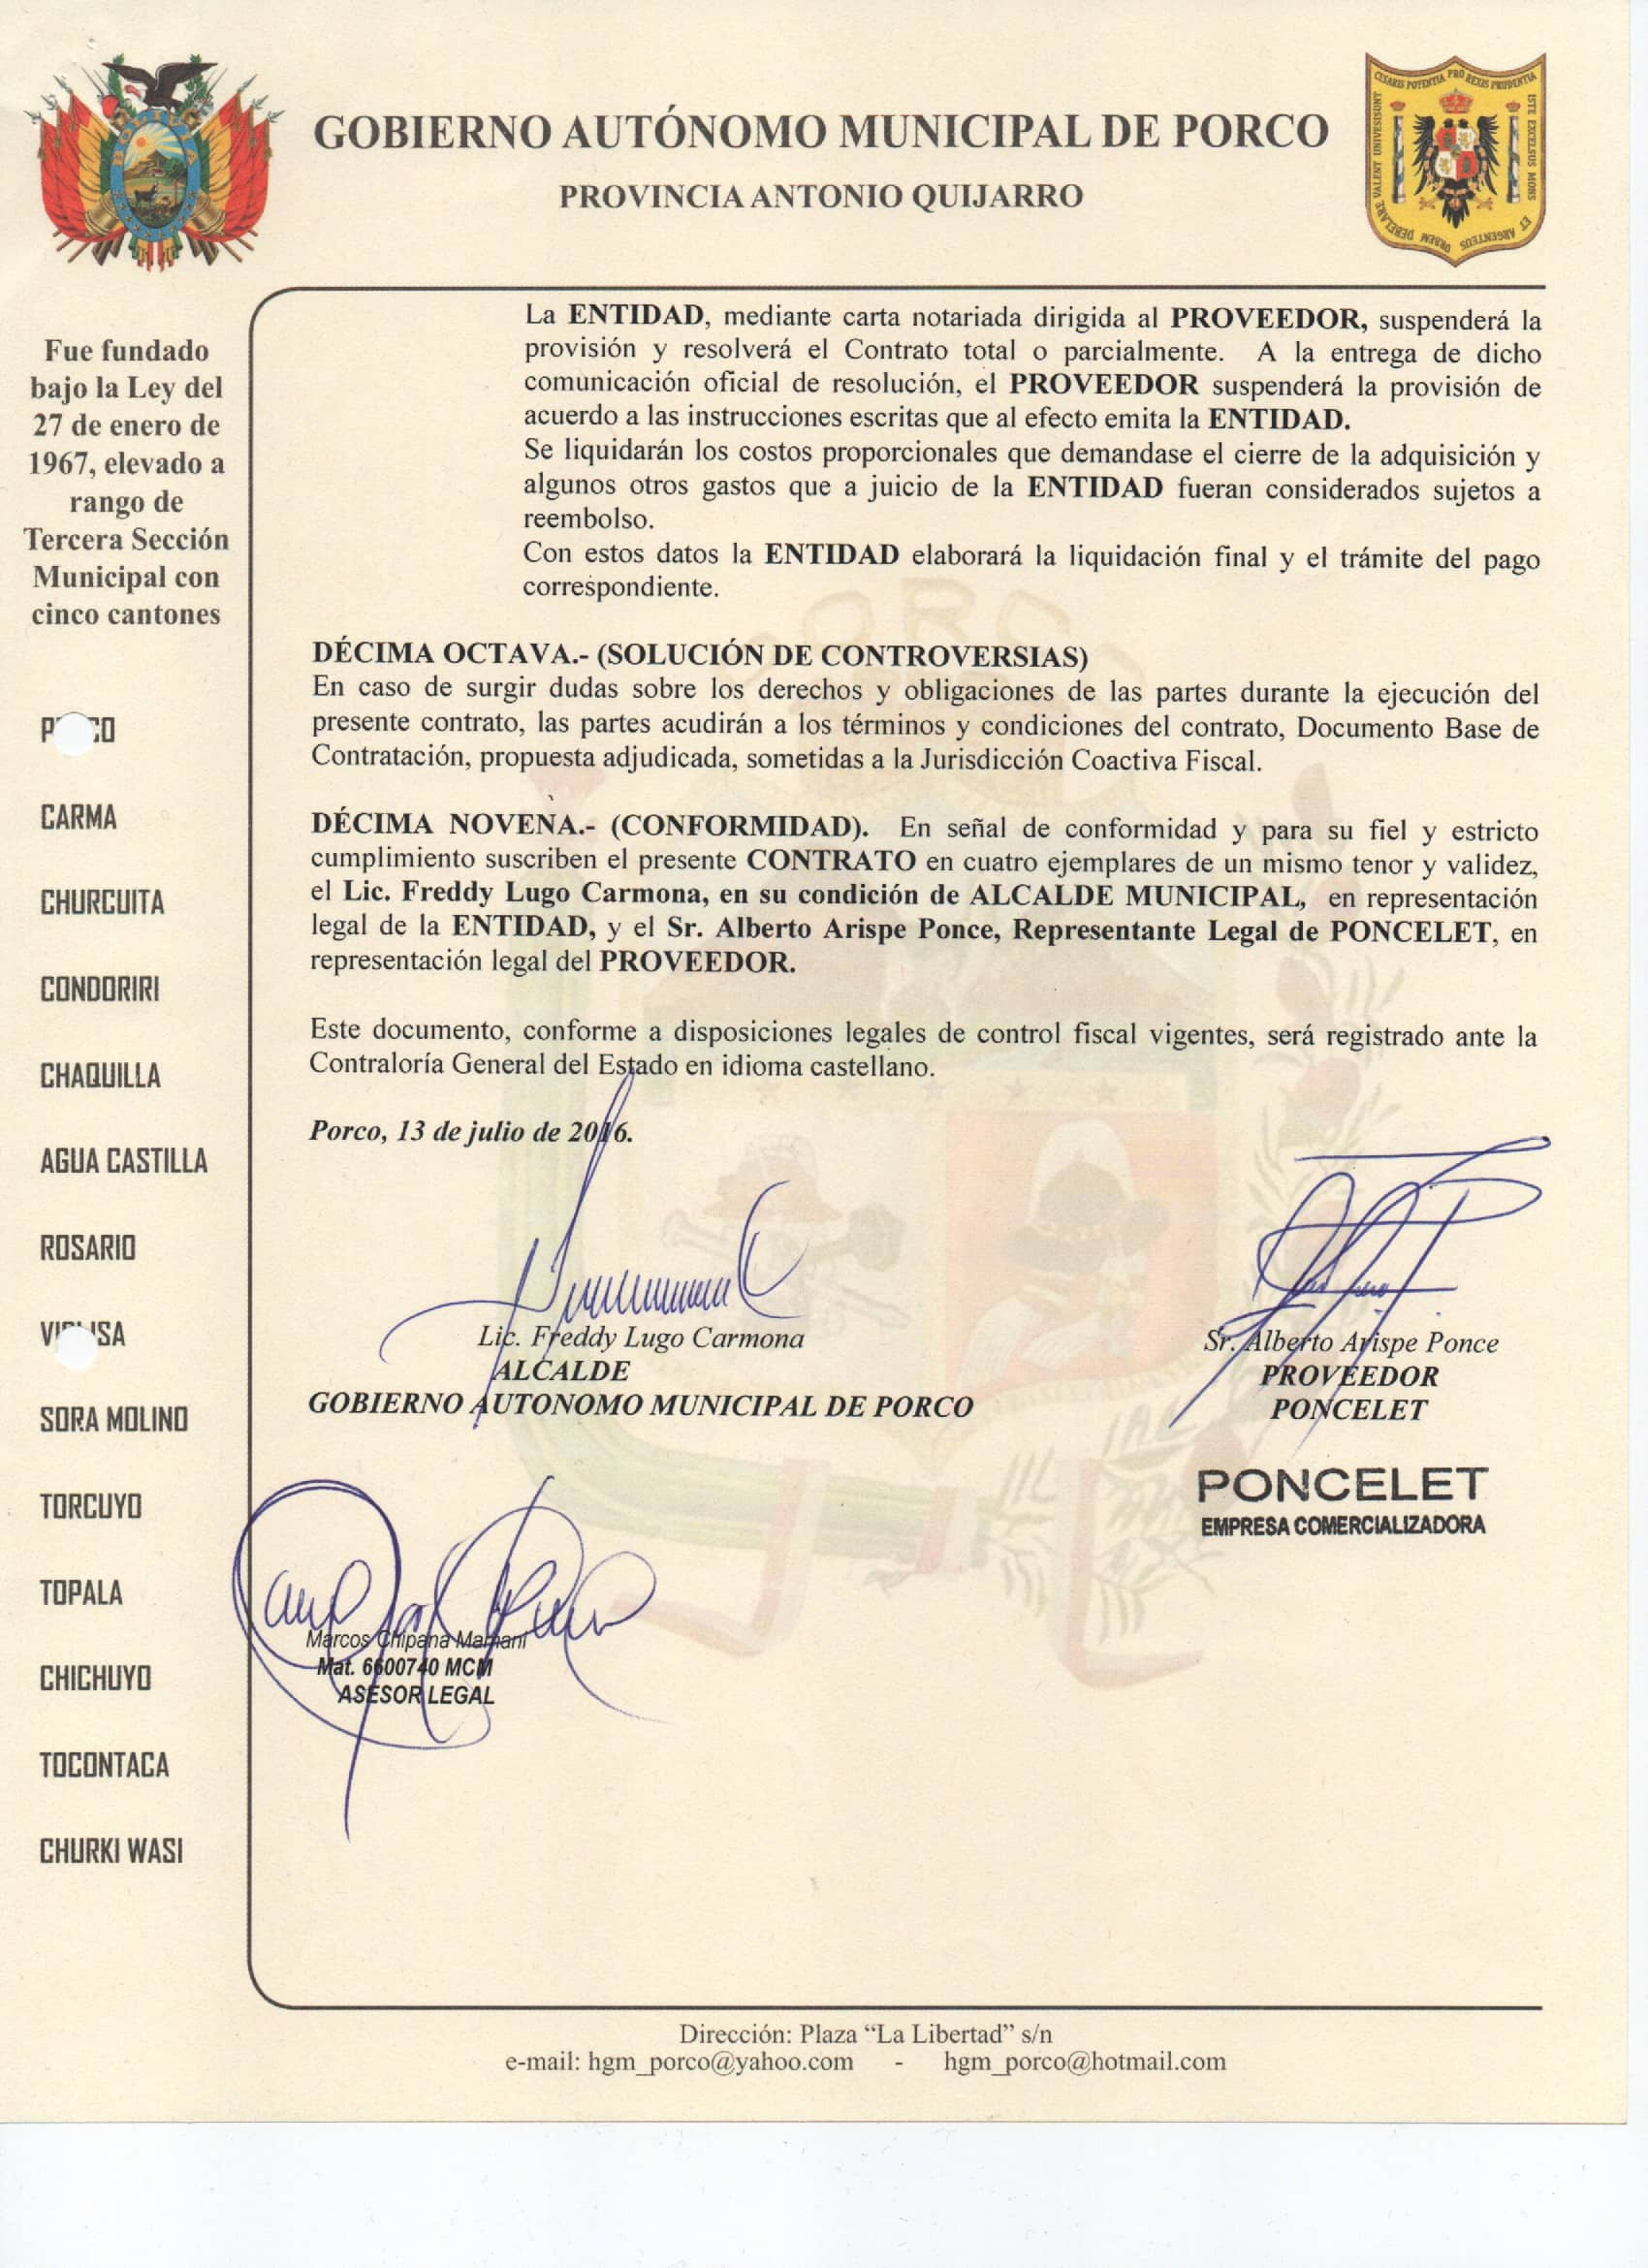 GOBIERNO AUTÓNOMO MUNICIPAL DE PORCO
PROVINCIA ANTONIO QUIJARRO
CESARIS POTENTIA PRO REGIS PRUDENTIA
ISTE EXCELSUS MONS
ET ARGENTEUS ORBEM DEBELARE VALENT UNIVESISUNT
Fue fundado
bajo la Ley del
27 de enero de
1967, elevado a
rango de
Tercera Sección
Municipal con
cinco cantones
CARMA
CHURCUITA
CONDORIRI
CHAQUILLA
AGUA CASTILLA
ROSARIO
SORA MOLINO
TORCUYO
TOPALA
CHICHUYO
TOCONTACA
CHURKI WASI
La ENTIDAD, mediante carta notariada dirigida al PROVEEDOR, suspenderá la
provisión y resolverá el Contrato total o parcialmente. A la entrega de dicho
comunicación oficial de resolución, el PROVEEDOR suspenderá la provisión de
acuerdo a las instrucciones escritas que al efecto emita la ENTIDAD.
Se liquidarán los costos proporcionales que demandase el cierre de la adquisición y
algunos otros gastos que a juicio de la ENTIDAD fueran considerados sujetos a
reembolso.
Con estos datos la ENTIDAD elaborará la liquidación final y el trámite del pago
correspondiente.
DÉCIMA OCTAVA.- (SOLUCIÓN DE CONTROVERSIAS)
En caso de surgir dudas sobre los derechos y obligaciones de las partes durante la ejecución del
presente contrato, las partes acudirán a los términos y condiciones del contrato, Documento Base de
Contratación, propuesta adjudicada, sometidas a la Jurisdicción Coactiva Fiscal.
DÉCIMA NOVENA.- (CONFORMIDAD). En señal de conformidad y para su fiel y estricto
cumplimiento suscriben el presente CONTRATO en cuatro ejemplares de un mismo tenor y validez,
el Lic. Freddy Lugo Carmona, en su condición de ALCALDE MUNICIPAL, en representación
legal de la ENTIDAD, y el Sr. Alberto Arispe Ponce, Representante Legal de PONCELET, en
representación legal del PROVEEDOR.
Este documento, conforme a disposiciones legales de control fiscal vigentes, será registrado ante la
Contraloría General del Estado en idioma castellano.
Porco, 13 de julio de 2016.
Lic. Freddy Lugo Carmona
ALCALDE
GOBIERNO AUTONOMO MUNICIPAL DE PORCO
Sr. Alberto Arispe Ponce
PROVEEDOR
PONCELET
PONCELET
EMPRESA COMERCIALIZADORA
Marcos Chipana Mamani
Mat. 6600740 MCM
ASESOR LEGAL
Dirección: Plaza “La Libertad” s/n
e-mail: hgm_porco@yahoo.com - hgm_porco@hotmail.com